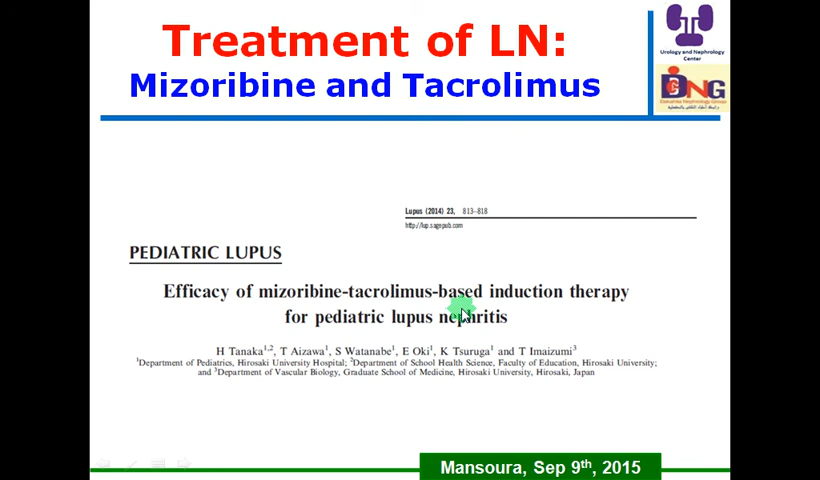 Treatment of LN:
Mizoribine and Tacrolimus
Urology and Nephrology
Center
Lupus (2014) 23, 813–818
http://lup.sagepub.com
PEDIATRIC LUPUS
Efficacy of mizoribine-tacrolimus-based induction therapy
for pediatric lupus nephritis
H Tanaka1,2, T Aizawa1, S Watanabe1, E Oki1, K Tsuruga1 and T Imaizumi3
1Department of Pediatrics, Hirosaki University Hospital; 2Department of School Health Science, Faculty of Education, Hirosaki University;
and 3Department of Vascular Biology, Graduate School of Medicine, Hirosaki University, Hirosaki, Japan
Mansoura, Sep 9th, 2015